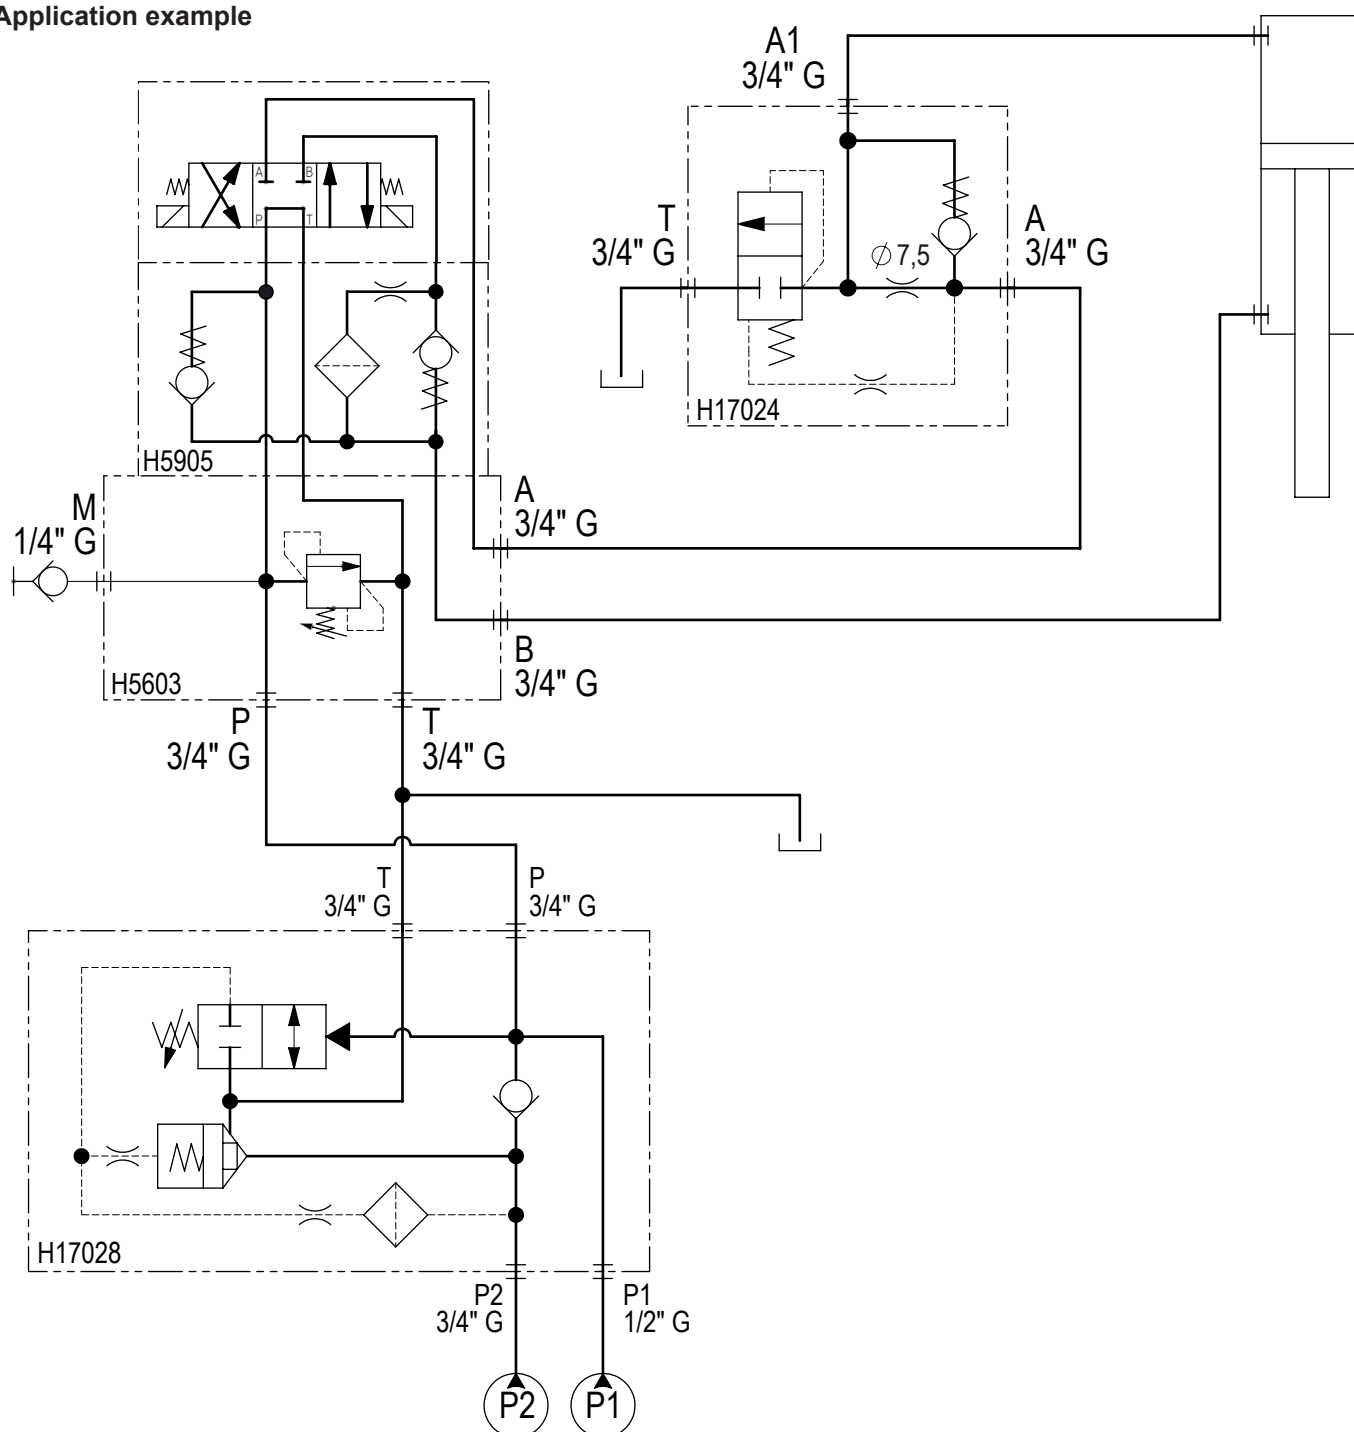 Application example
A1
3/4" G
A B
P T
T
3/4" G
⌀ 7,5
A
3/4" G
H17024
H5905
M
1/4" G
A
3/4" G
B
3/4" G
H5603
P
3/4" G
T
3/4" G
T
3/4" G
P
3/4" G
H17028
P2
3/4" G
P1
1/2" G
P2
P1